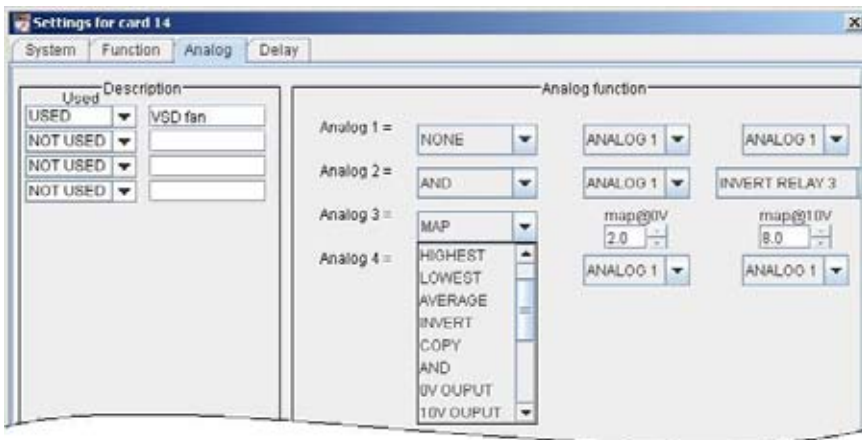 Settings for card 14
System Function Analog Delay
Description
Used
USED VSD fan
NOT USED
NOT USED
NOT USED
Analog function
Analog 1 = NONE ANALOG 1 ANALOG 1
Analog 2 = AND ANALOG 1 INVERT RELAY 3
Analog 3 = MAP map@0V 2.0 map@10V 8.0
Analog 4 = ANALOG 1 ANALOG 1
HIGHEST
LOWEST
AVERAGE
INVERT
COPY
AND
0V OUPUT
10V OUPUT